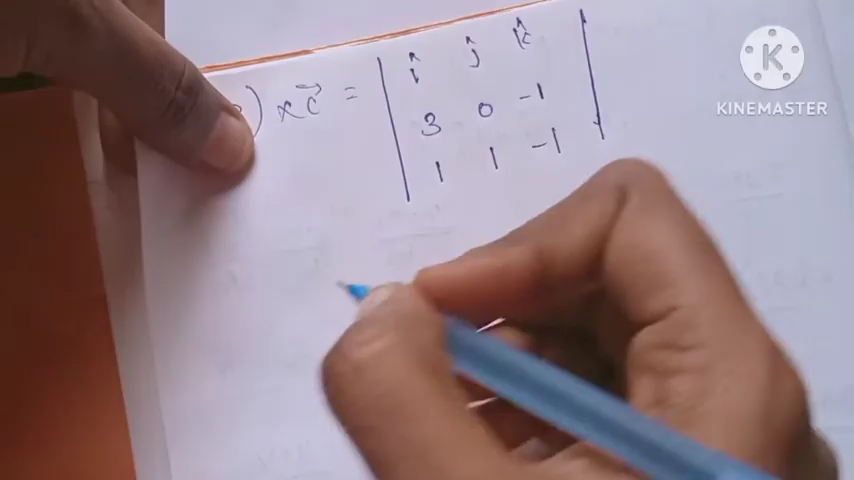 ) × c⃗ = | î ĵ k̂ |
3 0 -1
1 1 -1
K
KINEMASTER